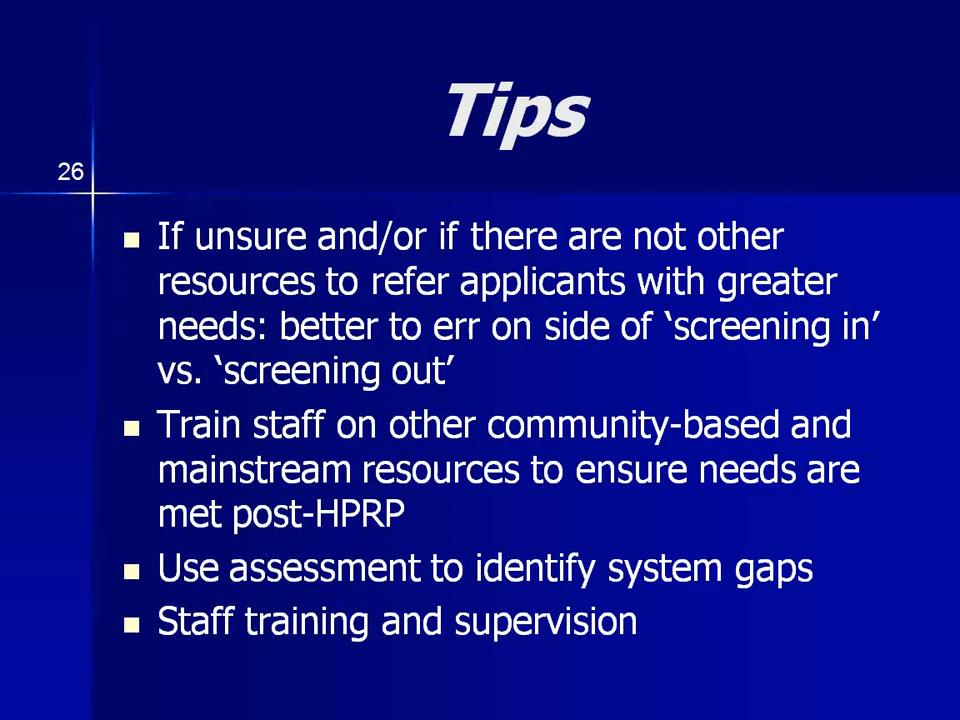 Tips
26
If unsure and/or if there are not other
resources to refer applicants with greater
needs: better to err on side of ‘screening in’
vs. ‘screening out’
Train staff on other community-based and
mainstream resources to ensure needs are
met post-HPRP
Use assessment to identify system gaps
Staff training and supervision